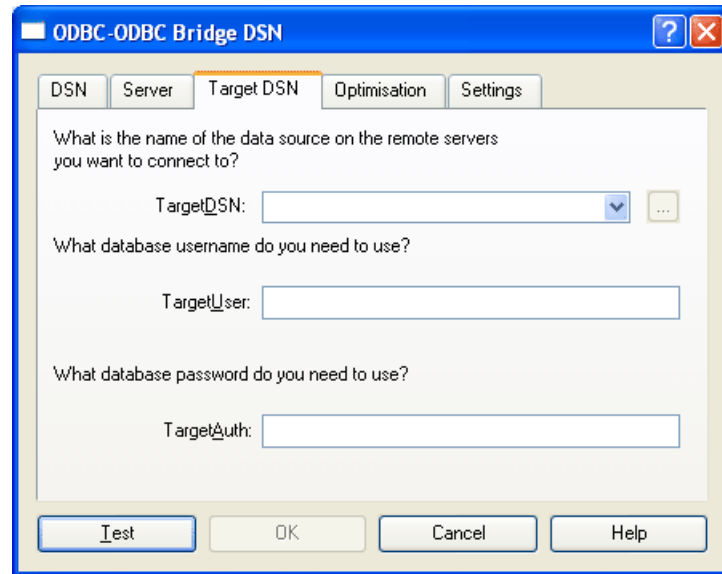 ODBC-ODBC Bridge DSN
DSN Server Target DSN Optimisation Settings
What is the name of the data source on the remote servers
you want to connect to?
TargetDSN:
...
What database username do you need to use?
TargetUser:
What database password do you need to use?
TargetAuth:
Test OK Cancel Help